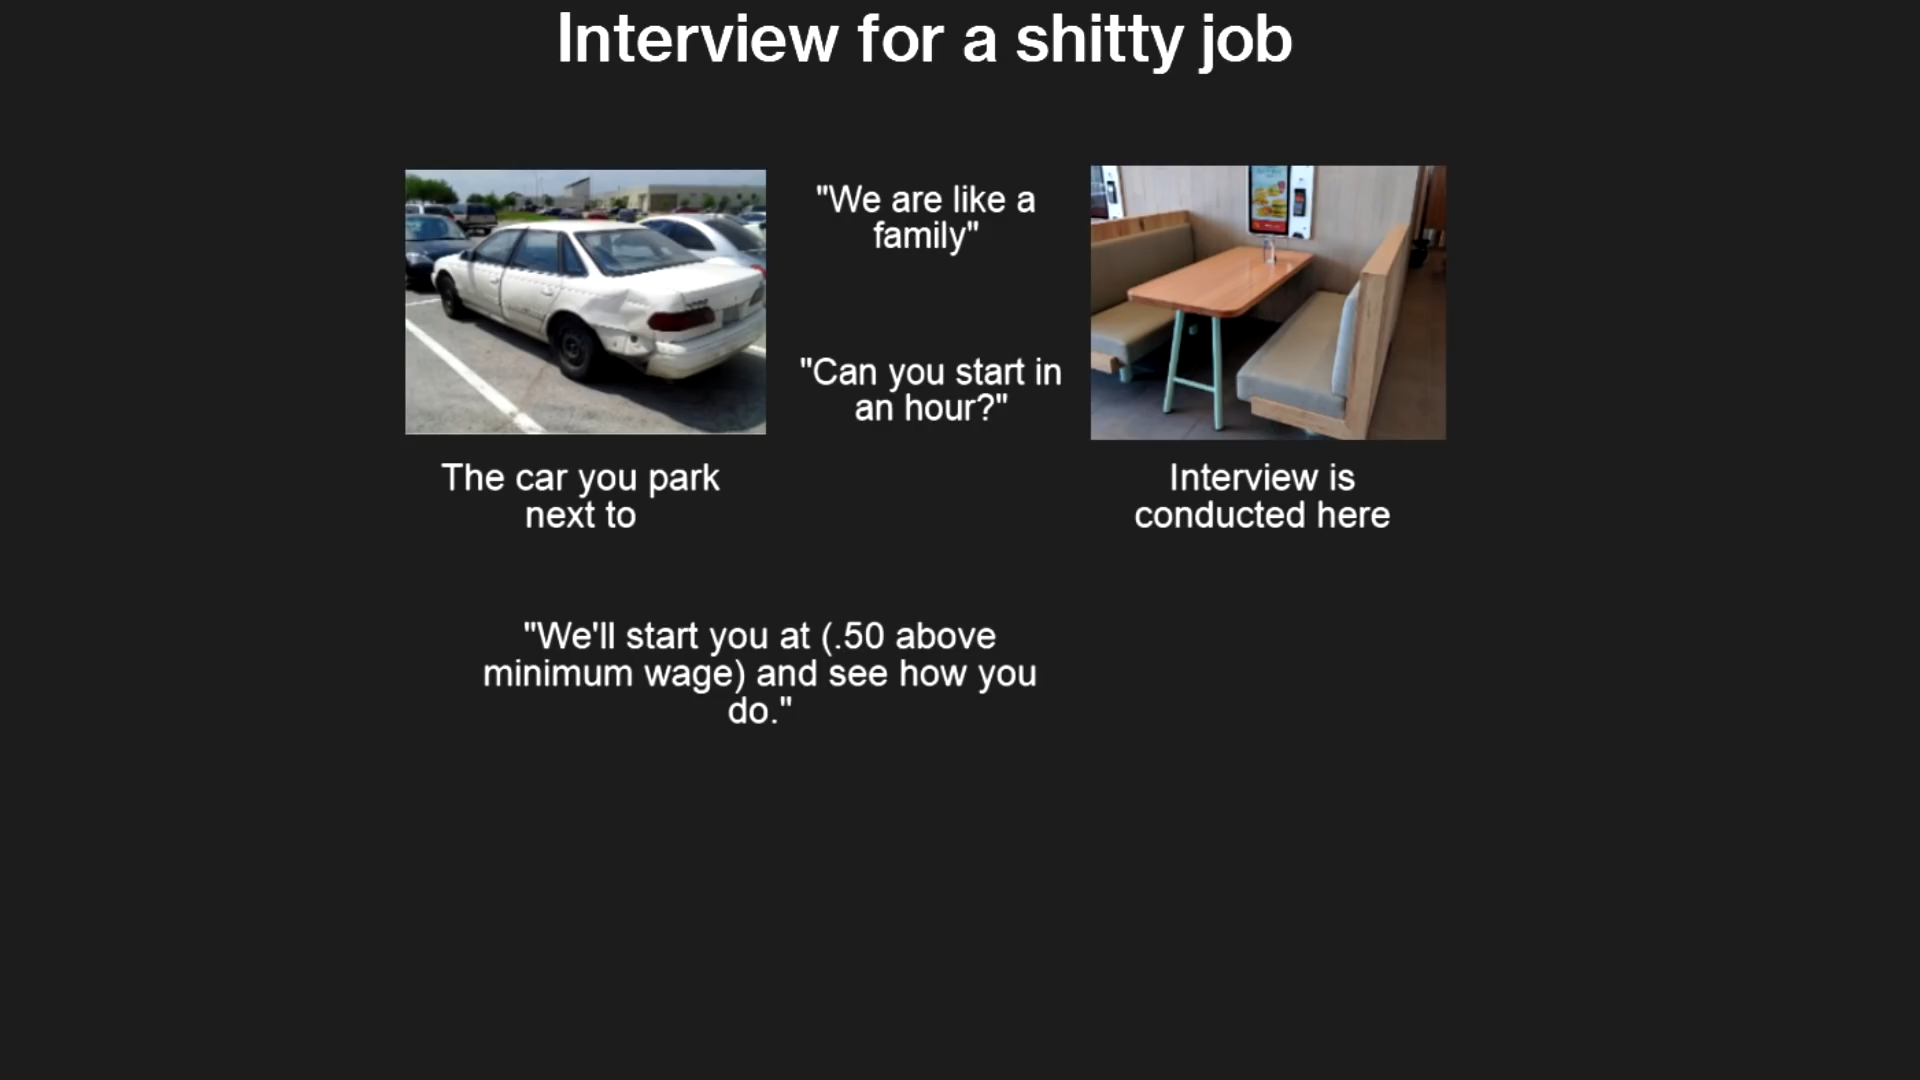 Interview for a shitty job
"We are like a
family"
"Can you start in
an hour?"
The car you park
next to
Interview is
conducted here
"We'll start you at (.50 above
minimum wage) and see how you
do."